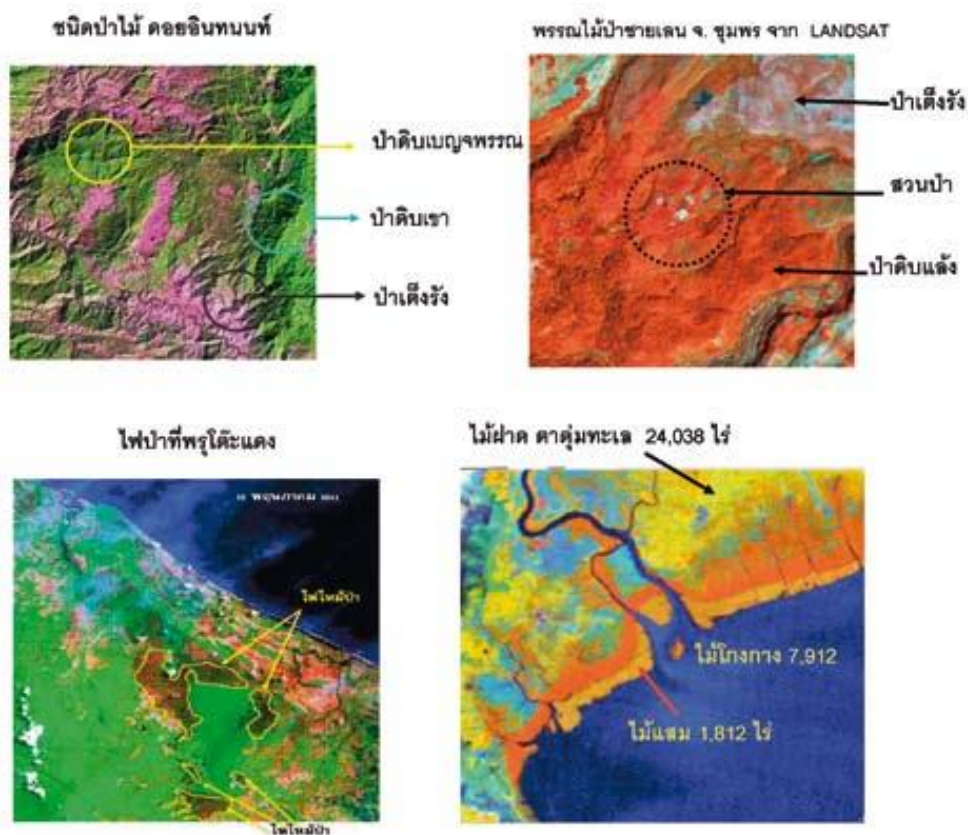 ชนิดป่าไม้ ดอยอินทนนท์
พรรณไม้ป่าชายเลน จ. ชุมพร จาก LANDSAT
ป่าดิบเบญจพรรณ
ป่าดิบเขา
ป่าเต็งรัง
ป่าเต็งรัง
สวนป่า
ป่าดิบแล้ง
ไฟป่าที่พรุโต๊ะแดง
พฤษภาคม
ไฟไหม้ป่า
ไฟไหม้ป่า
ไม้ฝาด ตาตุ่มทะเล 24,038 ไร่
ไม้โกงกาง 7,912
ไม้แสม 1,812 ไร่